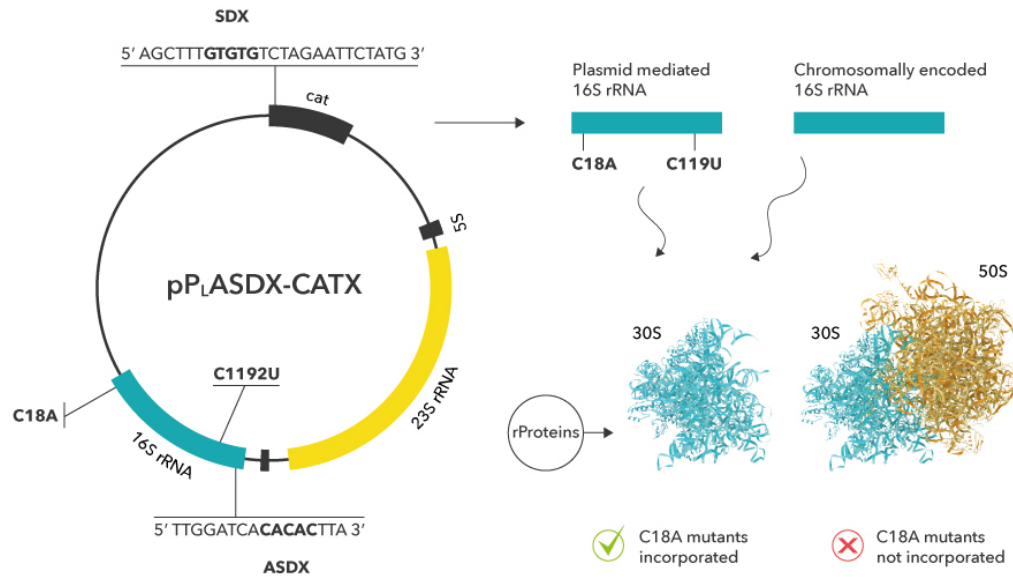 SDX
5′ AGCTTTGTGTGTCTAGAATTCTATG 3′
cat
5S
pPLASDX-CATX
C1192U
C18A
16S rRNA
23S rRNA
5′ TTGGATCACACACTTA 3′
ASDX
Plasmid mediated
16S rRNA
Chromosomally encoded
16S rRNA
C18A
C119U
30S
50S
30S
rProteins
C18A mutants
incorporated
C18A mutants
not incorporated